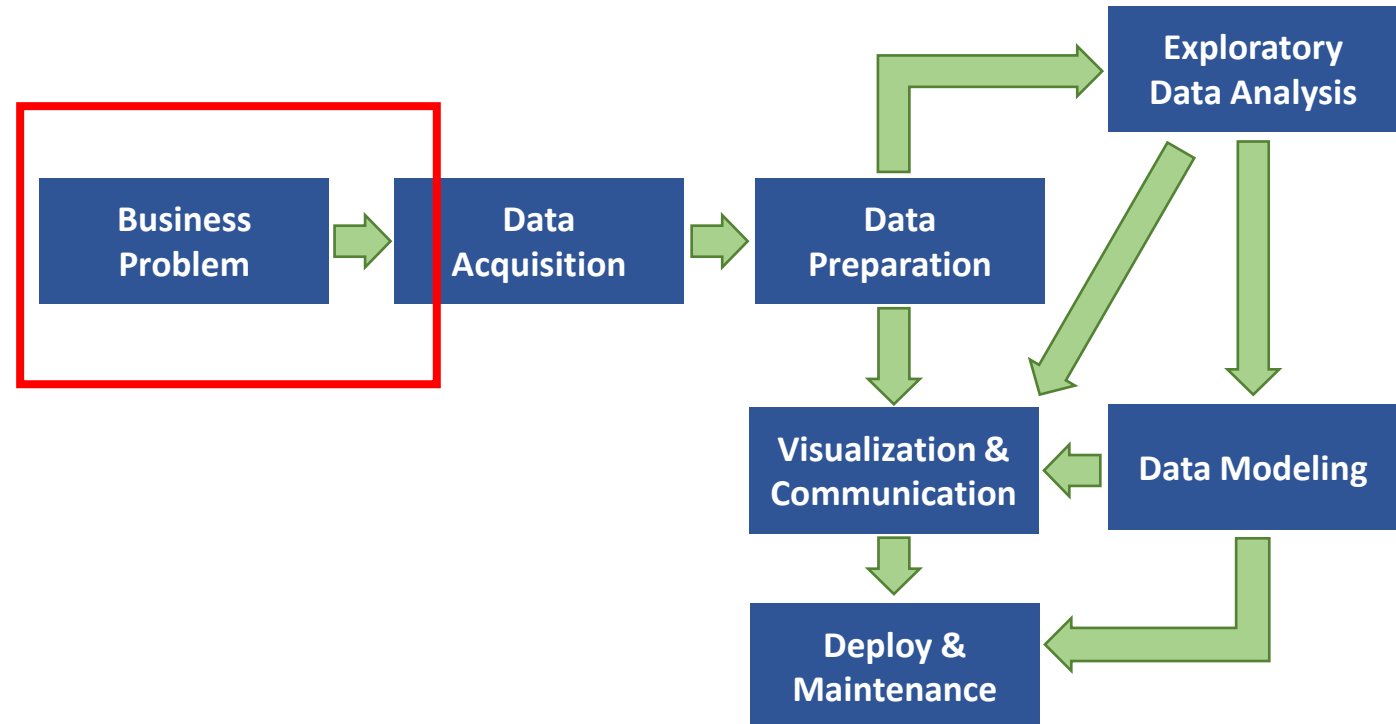 Exploratory
Data Analysis
Business
Problem
Data
Acquisition
Data
Preparation
Visualization &
Communication
Data Modeling
Deploy &
Maintenance